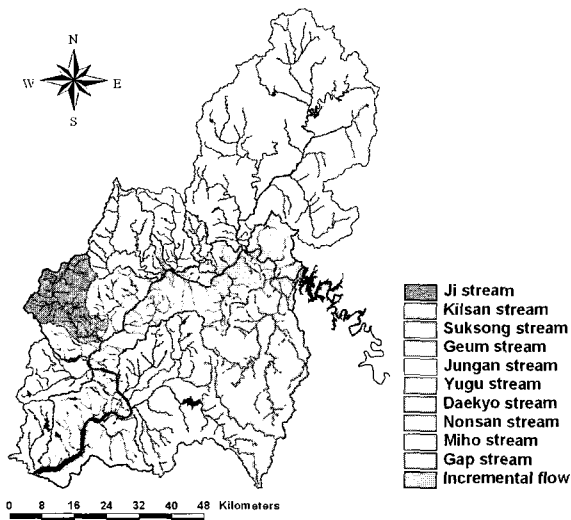 N
W E
S
Ji stream
Kilsan stream
Suksong stream
Geum stream
Jungan stream
Yugu stream
Daekyo stream
Nonsan stream
Miho stream
Gap stream
Incremental flow
0 8 16 24 32 40 48 Kilometers